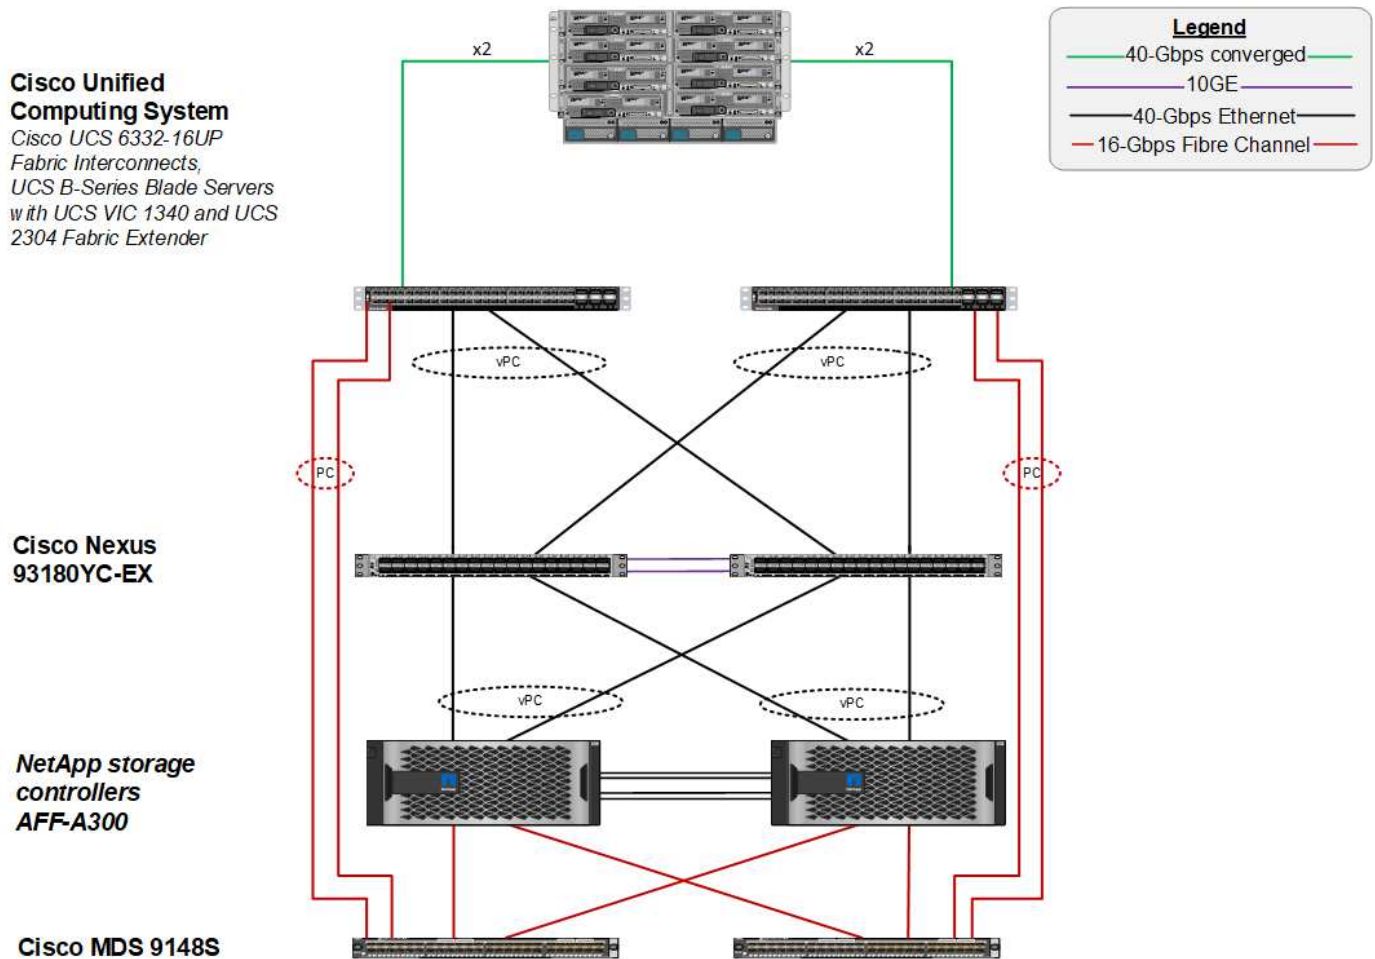 Legend
40-Gbps converged
10GE
40-Gbps Ethernet
16-Gbps Fibre Channel
x2
x2
Cisco Unified
Computing System
Cisco UCS 6332-16UP
Fabric Interconnects,
UCS B-Series Blade Servers
with UCS VIC 1340 and UCS
2304 Fabric Extender
vPC
vPC
PC
PC
Cisco Nexus
93180YC-EX
vPC
vPC
NetApp storage
controllers
AFF-A300
Cisco MDS 9148S